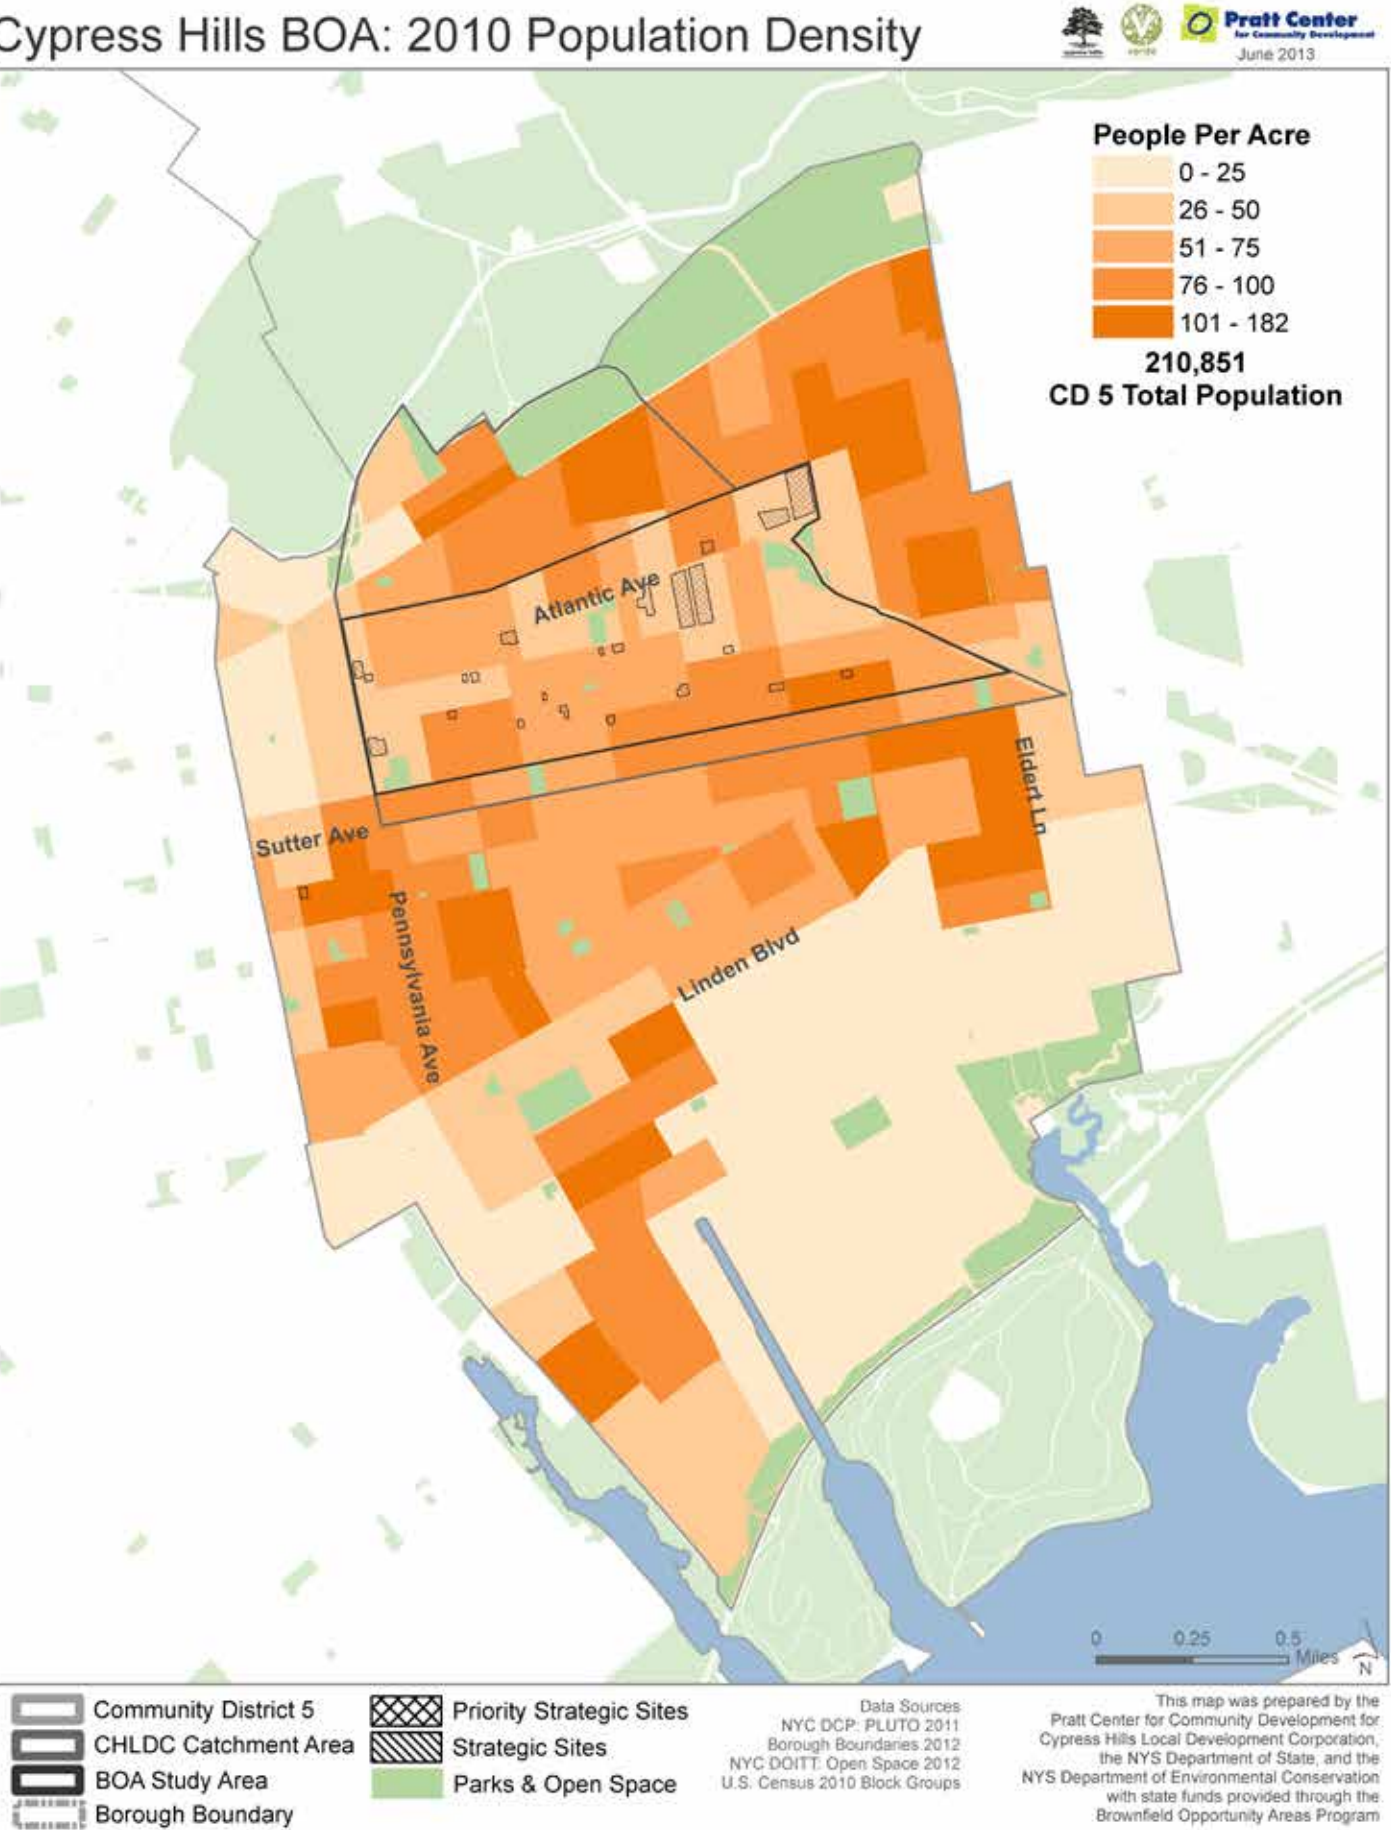 Cypress Hills BOA: 2010 Population Density
Pratt Center
for Community Development
June 2013
People Per Acre
0 - 25
26 - 50
51 - 75
76 - 100
101 - 182
210,851
CD 5 Total Population
Atlantic Ave
Sutter Ave
Eldert Ln
Pennsylvania Ave
Linden Blvd
0 0.25 0.5
Miles
N
Community District 5
CHLDC Catchment Area
BOA Study Area
Borough Boundary
Priority Strategic Sites
Strategic Sites
Parks & Open Space
Data Sources
NYC DCP: PLUTO 2011
Borough Boundaries 2012
NYC DOITT: Open Space 2012
U.S. Census 2010 Block Groups
This map was prepared by the
Pratt Center for Community Development for
Cypress Hills Local Development Corporation,
the NYS Department of State, and the
NYS Department of Environmental Conservation
with state funds provided through the
Brownfield Opportunity Areas Program